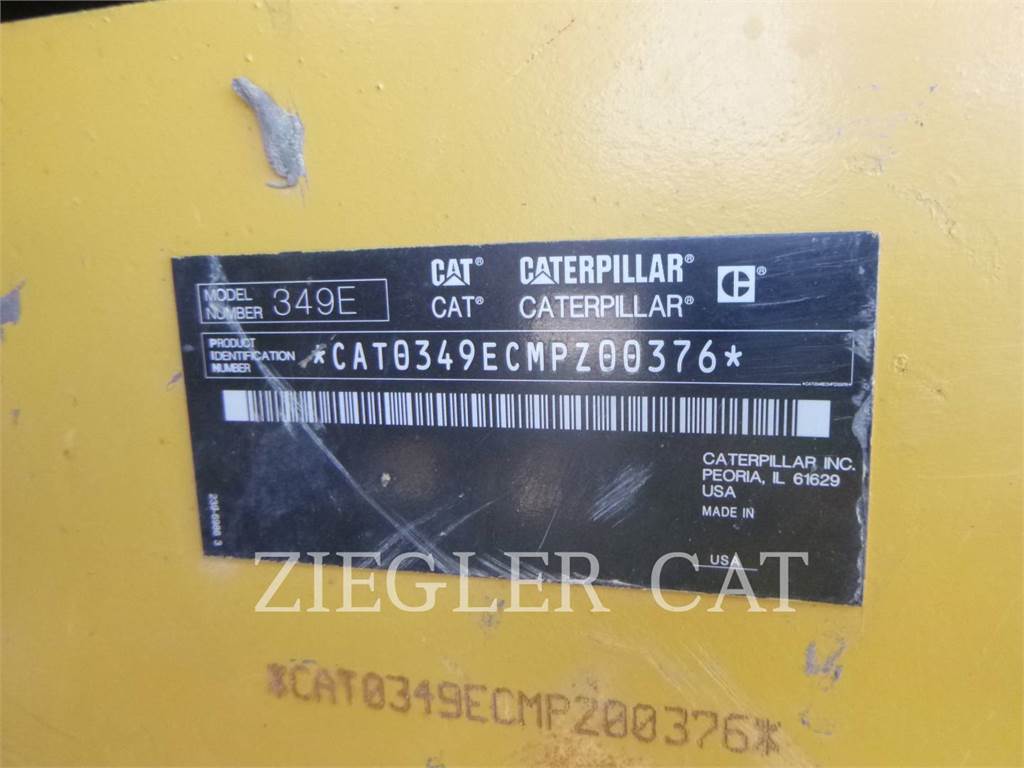 CAT® CATERPILLAR® C®
MODEL NUMBER 349E CAT® CATERPILLAR®
PRODUCT
IDENTIFICATION
NUMBER
*CAT0349ECMPZ00376*
CATERPILLAR INC.
PEORIA, IL 61629
USA
MADE IN
USA
ZIEGLER CAT
*CAT0349ECMPZ00376*